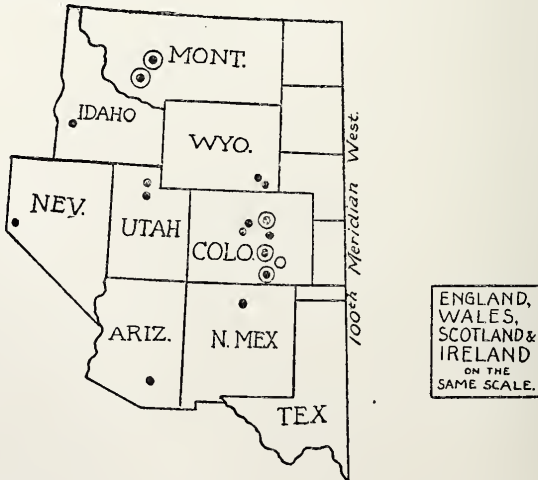 MONT.
IDAHO
WYO.
NEV.
UTAH
COLO.
100th Meridian West.
ARIZ.
N. MEX
TEX
ENGLAND,
WALES,
SCOTLAND &
IRELAND
ON THE
SAME SCALE.